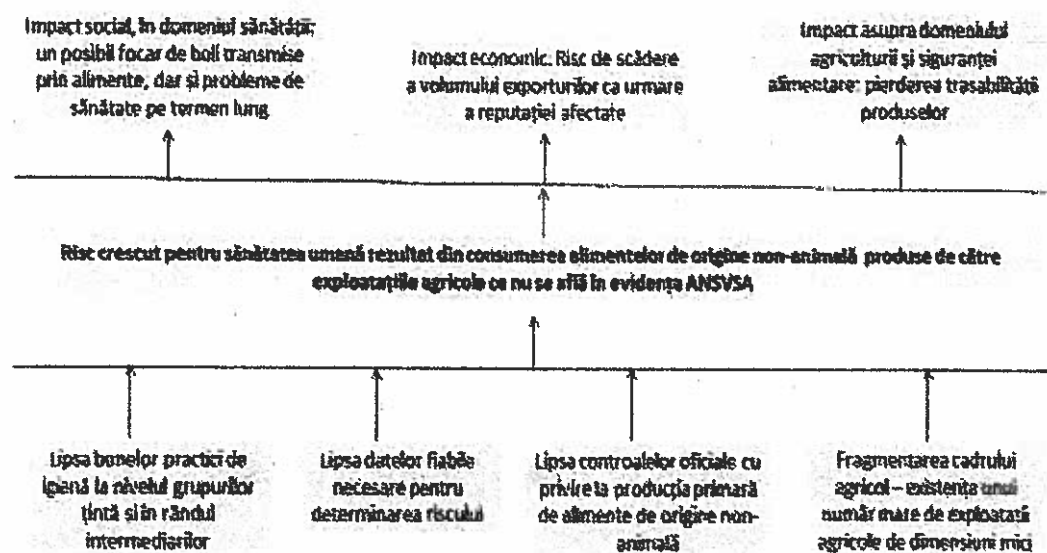 Impact social, în domeniul sănătății:
un posibil focar de boli transmise
prin alimente, dar și probleme de
sănătate pe termen lung
Impact economic: Risc de scădere
a volumului exporturilor ca urmare
a reputației afectate
Impact asupra domeniului
agriculturii și siguranței
alimentare: pierderea trasabilității
produselor
Risc crescut pentru sănătatea umană rezultat din consumarea alimentelor de origine non-animală produse de către
exploatațiile agricole ce nu se află în evidența ANSVSA
Lipsa bunelor practici de
igienă la nivelul grupurilor
țintă și în rândul
intermediarilor
Lipsa datelor fiabile
necesare pentru
determinarea riscului
Lipsa controalelor oficiale cu
privire la producția primară
de alimente de origine non-
animală
Fragmentarea cadrului
agricol – existența unui
număr mare de exploatații
agricole de dimensiuni mici